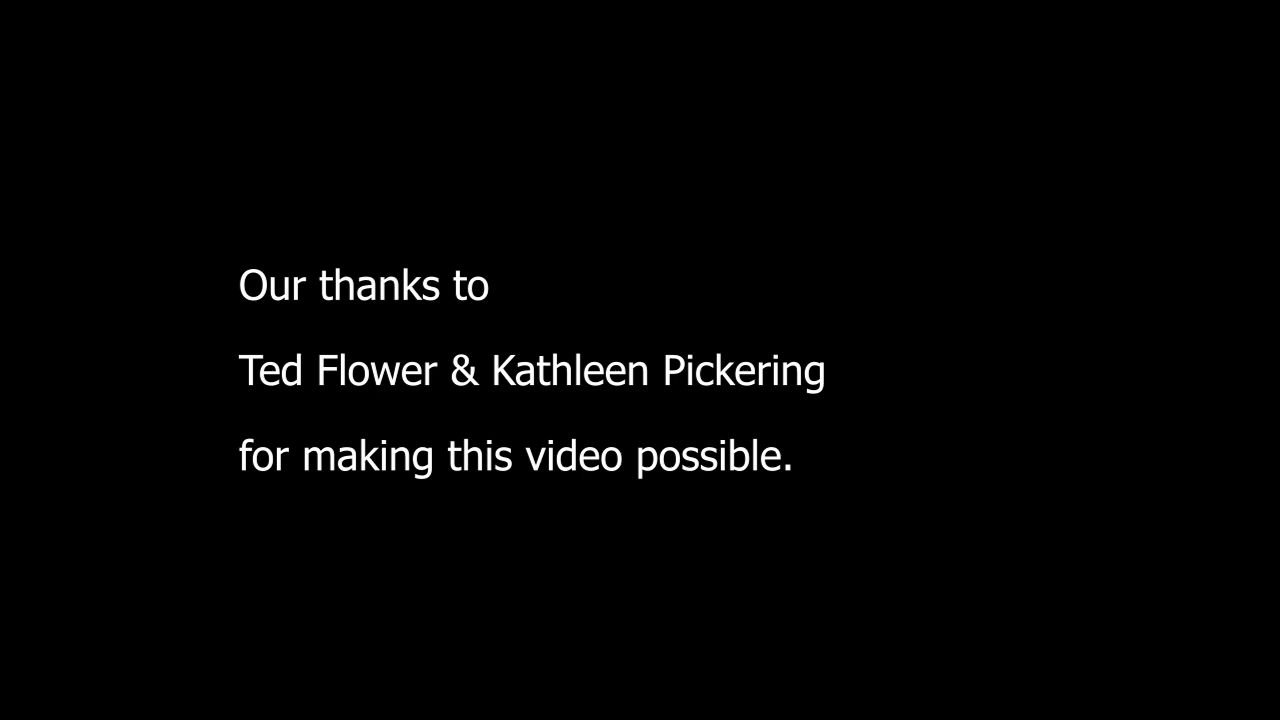 Our thanks to
Ted Flower & Kathleen Pickering
for making this video possible.